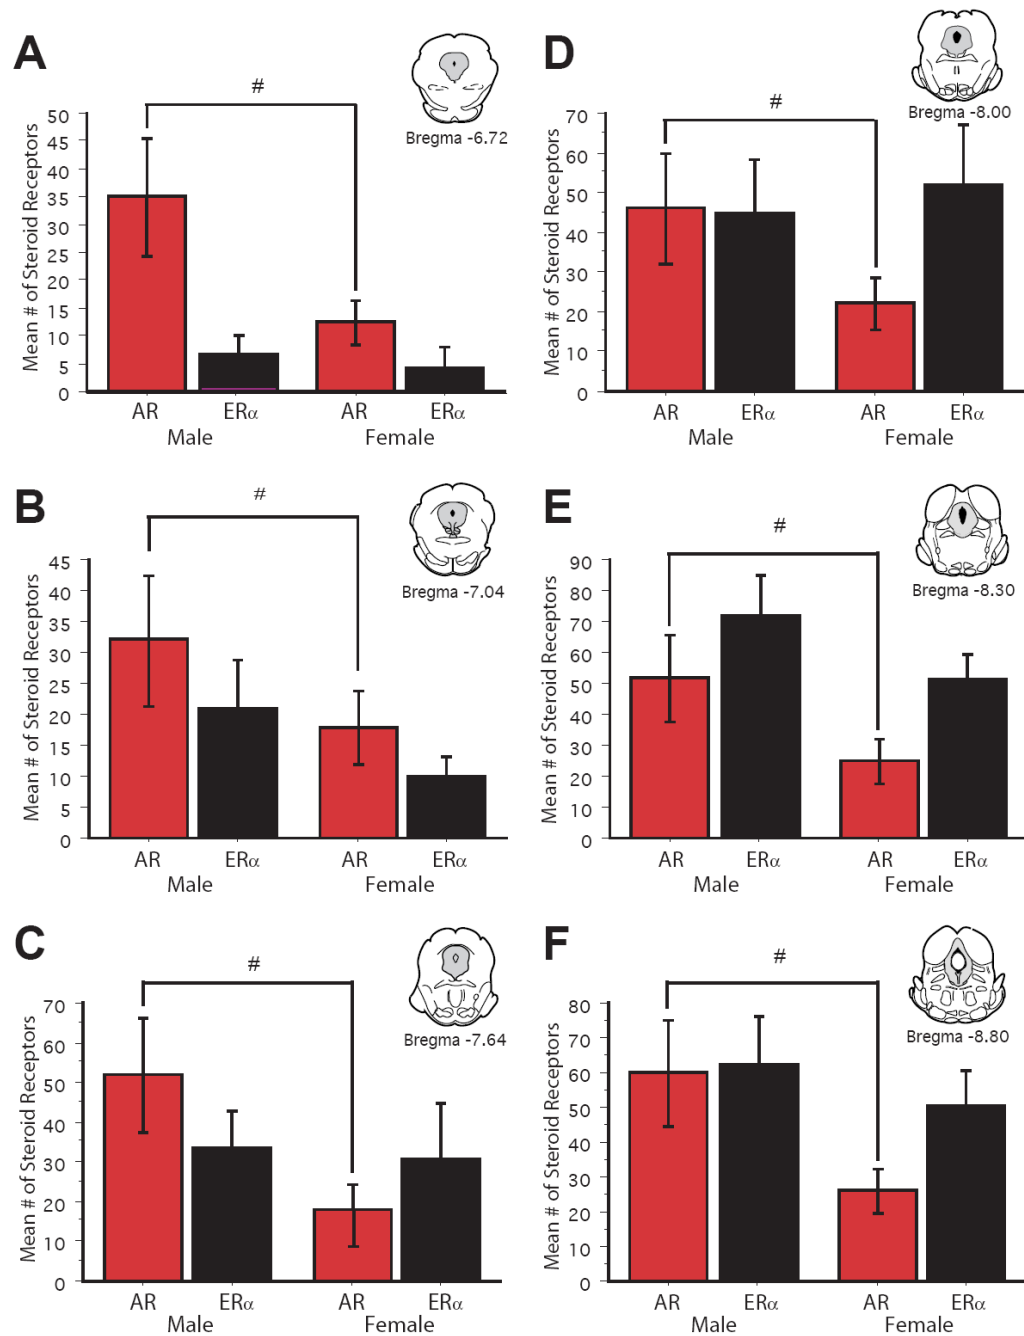 A
#
Bregma -6.72
Mean # of Steroid Receptors
50
45
40
35
30
25
20
15
10
5
0
AR ERα AR ERα
Male Female
B
#
Bregma -7.04
Mean # of Steroid Receptors
45
40
35
30
25
20
15
10
5
0
AR ERα AR ERα
Male Female
C
#
Bregma -7.64
Mean # of Steroid Receptors
70
60
50
40
30
20
10
0
AR ERα AR ERα
Male Female
D
#
Bregma -8.00
Mean # of Steroid Receptors
70
60
50
40
30
20
10
0
AR ERα AR ERα
Male Female
E
#
Bregma -8.30
Mean # of Steroid Receptors
90
80
70
60
50
40
30
20
10
0
AR ERα AR ERα
Male Female
F
#
Bregma -8.80
Mean # of Steroid Receptors
80
70
60
50
40
30
20
10
0
AR ERα AR ERα
Male Female